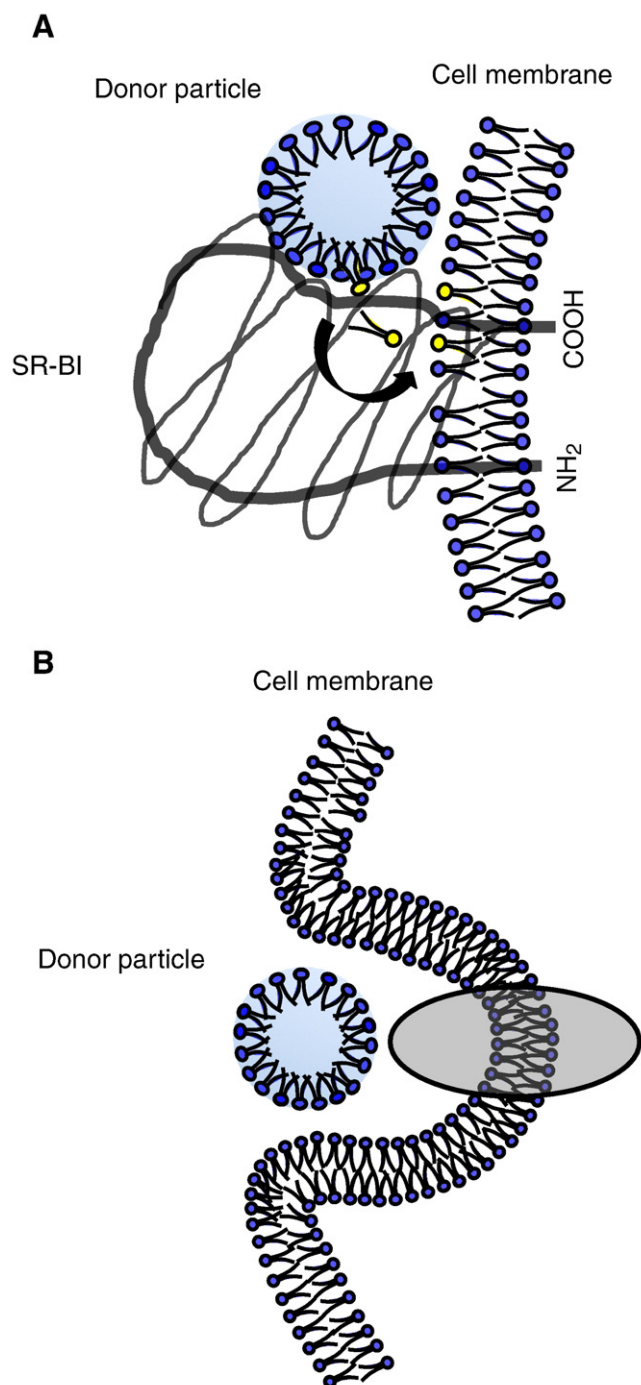 A
Donor particle
Cell membrane
SR-BI
COOH
NH₂
B
Cell membrane
Donor particle